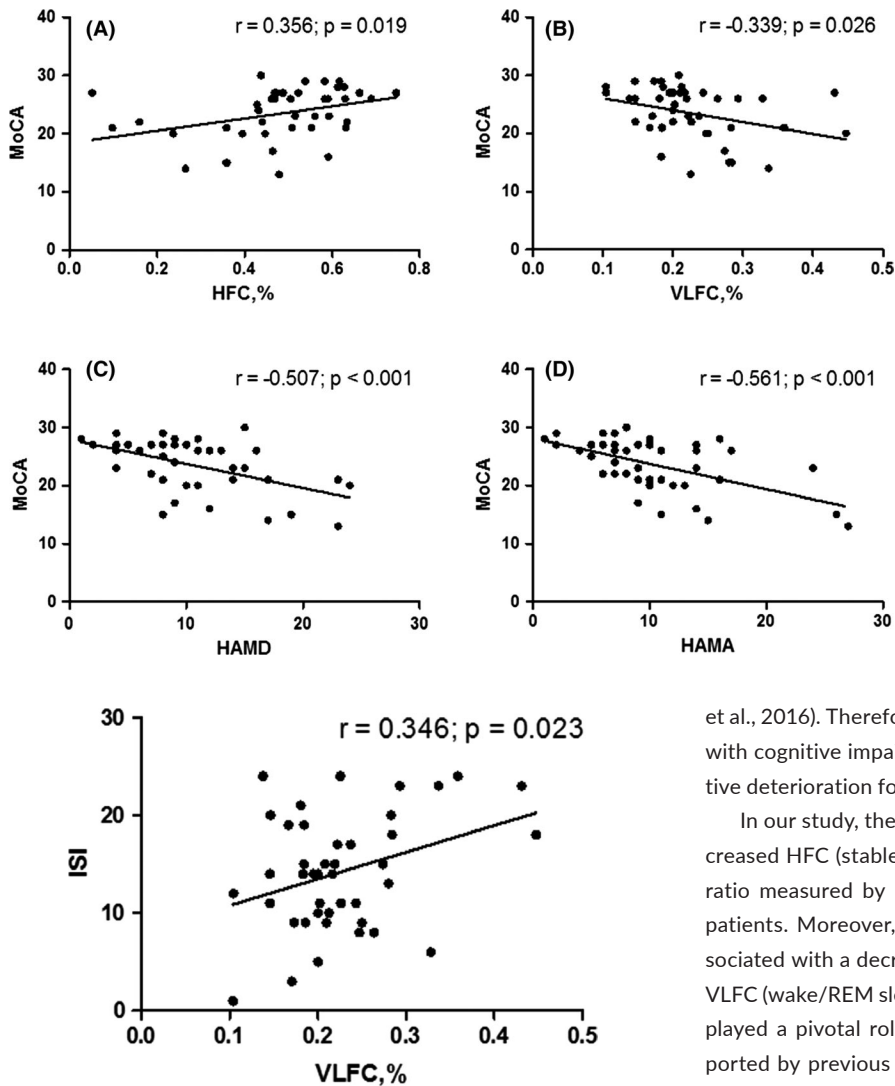 (A)
r = 0.356; p = 0.019
40
30
20
10
0
MoCA
0.0 0.2 0.4 0.6 0.8
HFC,%
(B)
r = -0.339; p = 0.026
40
30
20
10
0
MoCA
0.0 0.1 0.2 0.3 0.4 0.5
VLFC,%
(C)
r = -0.507; p < 0.001
40
30
20
10
0
MoCA
0 10 20 30
HAMD
(D)
r = -0.561; p < 0.001
40
30
20
10
0
MoCA
0 10 20 30
HAMA
r = 0.346; p = 0.023
30
20
10
0
ISI
0.0 0.1 0.2 0.3 0.4 0.5
VLFC,%
et al., 2016). Therefo
with cognitive impa
tive deterioration fo
In our study, the
creased HFC (stable
ratio measured by
patients. Moreover,
sociated with a decr
VLFC (wake/REM sle
played a pivotal rol
ported by previous